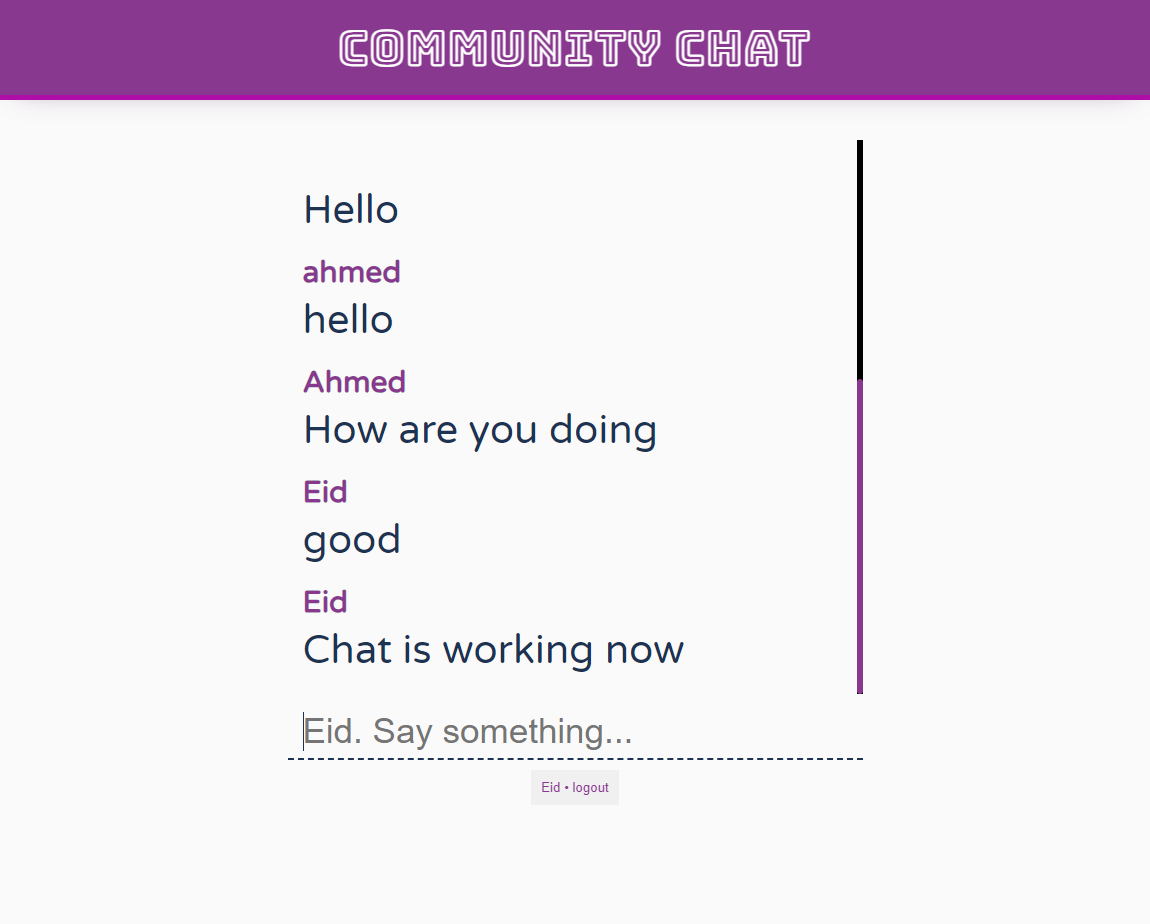 COMMUNITY CHAT
Hello
ahmed
hello
Ahmed
How are you doing
Eid
good
Eid
Chat is working now
Eid. Say something...
Eid • logout